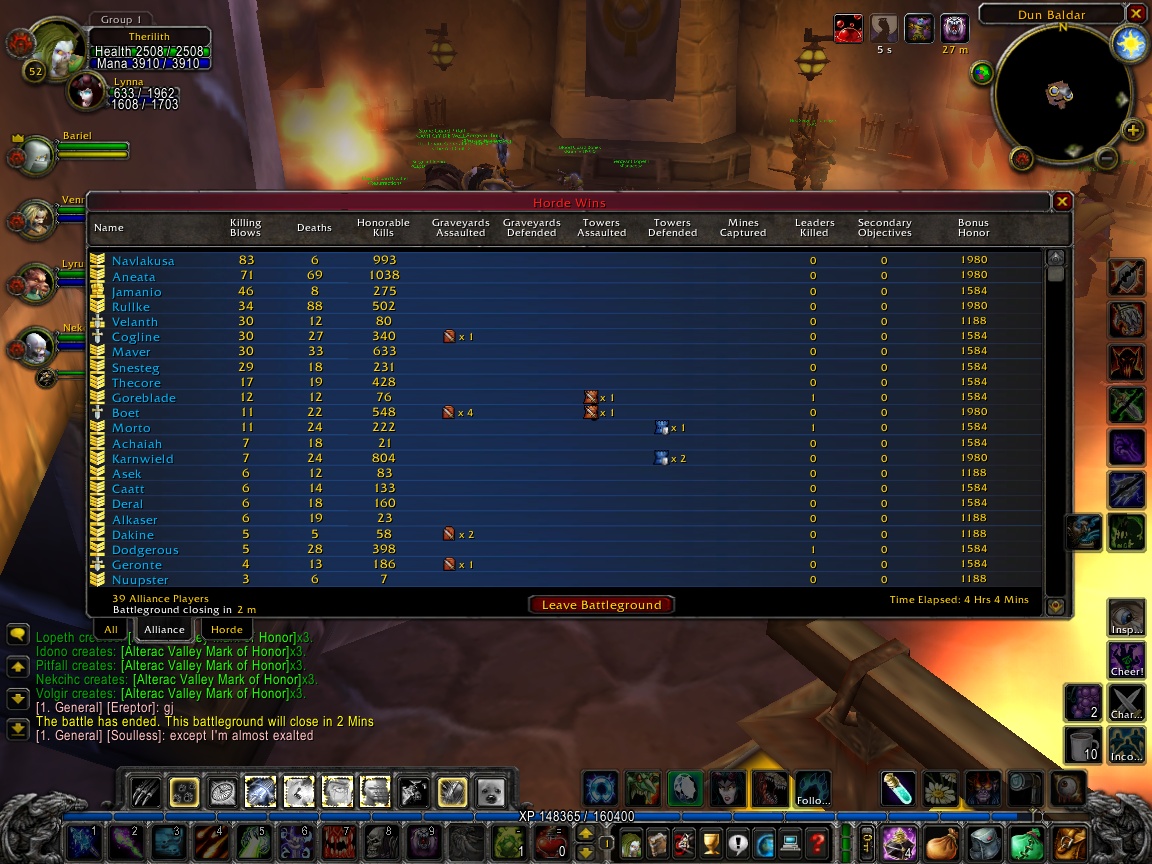 Group 1
Therilith
Health 2508 / 2508
Mana 3910 / 3910
52
Lynna
633 / 1962
1608 / 1703
Bariel
5 s
27 m
Dun Baldar
N
Horde Wins
Name Killing Blows Deaths Honorable Kills Graveyards Assaulted Graveyards Defended Towers Assaulted Towers Defended Mines Captured Leaders Killed Secondary Objectives Bonus Honor
Navlakusa 83 6 993 0 0 1980
Aneata 71 69 1038 0 0 1980
Jamanio 46 8 275 0 0 1584
Rullke 34 88 502 0 0 1980
Velanth 30 12 80 0 0 1188
Cogline 30 27 340 x 1 0 0 1584
Maver 30 33 633 0 0 1584
Snesteg 29 18 231 0 0 1584
Thecore 17 19 428 0 0 1584
Goreblade 12 12 76 x 1 1 0 1584
Boet 11 22 548 x 4 x 1 0 0 1980
Morto 11 24 222 x 1 1 0 1584
Achaiah 7 18 21 0 0 1584
Karnwield 7 24 804 x 2 0 0 1980
Asek 6 12 83 0 0 1188
Caatt 6 14 133 0 0 1584
Deral 6 18 160 0 0 1584
Alkaser 6 19 23 0 0 1188
Dakine 5 5 58 x 2 0 0 1188
Dodgerous 5 28 398 1 0 1584
Geronte 4 13 186 x 1 0 0 1584
Nuupster 3 6 7 0 0 1188
39 Alliance Players
Battleground closing in 2 m
Leave Battleground
Time Elapsed: 4 Hrs 4 Mins
All
Alliance
Horde
Honor]x3.
Idono creates: [Alterac Valley Mark of Honor]x3.
Pitfall creates: [Alterac Valley Mark of Honor]x3.
Nekcihc creates: [Alterac Valley Mark of Honor]x3.
Volgir creates: [Alterac Valley Mark of Honor]x3.
[1. General] [Ereptor]: gj
The battle has ended. This battleground will close in 2 Mins
[1. General] [Soulless]: except I'm almost exalted
Insp...
Cheer!
2
Char...
10
Inco...
Follo...
XP 148365 / 160400
1
2
3
4
5
6
7
8
9
1
0
1
4